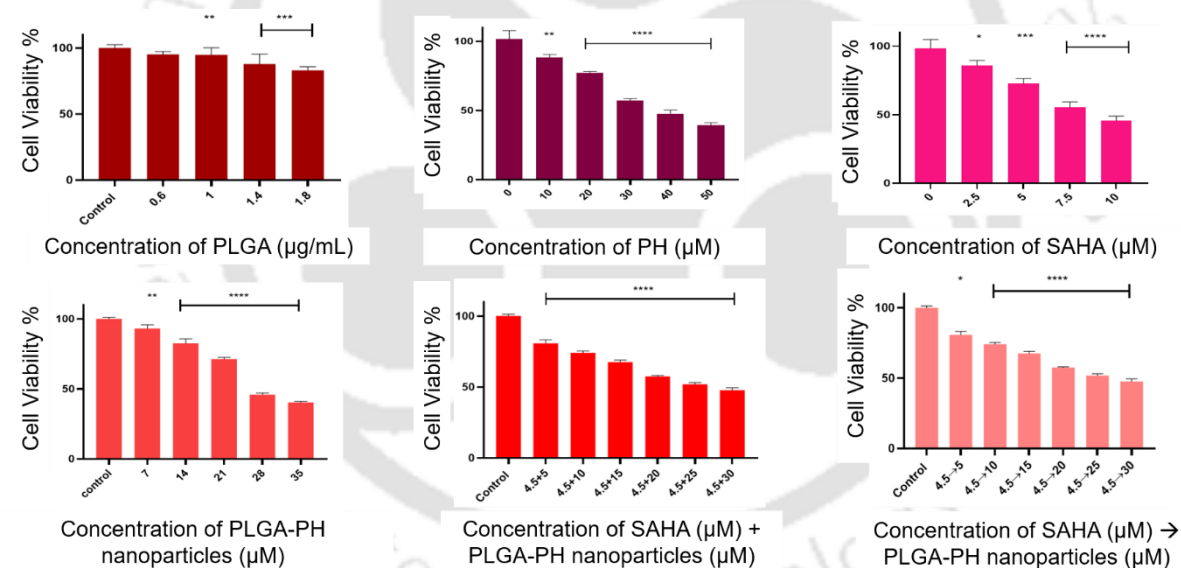 ** *** 
Cell Viability %
100
50
0
Control 0.6 1 1.4 1.8
Concentration of PLGA (µg/mL)
** ****
Cell Viability %
100
50
0
0 10 20 30 40 50
Concentration of PH (µM)
* *** ****
Cell Viability %
100
50
0
0 2.5 5 7.5 10
Concentration of SAHA (µM)
** ****
Cell Viability %
100
50
0
control 7 14 21 28 35
Concentration of PLGA-PH
nanoparticles (µM)
****
Cell Viability %
100
50
0
Control 4.5+5 4.5+10 4.5+15 4.5+20 4.5+25 4.5+30
Concentration of SAHA (µM) +
PLGA-PH nanoparticles (µM)
* ****
Cell Viability %
100
50
0
Control 4.5→5 4.5→10 4.5→15 4.5→20 4.5→25 4.5→30
Concentration of SAHA (µM) →
PLGA-PH nanoparticles (µM)